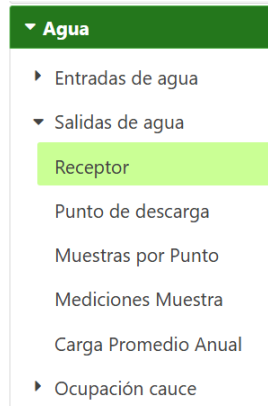 Agua
Entradas de agua
Salidas de agua
Receptor
Punto de descarga
Muestras por Punto
Mediciones Muestra
Carga Promedio Anual
Ocupación cauce